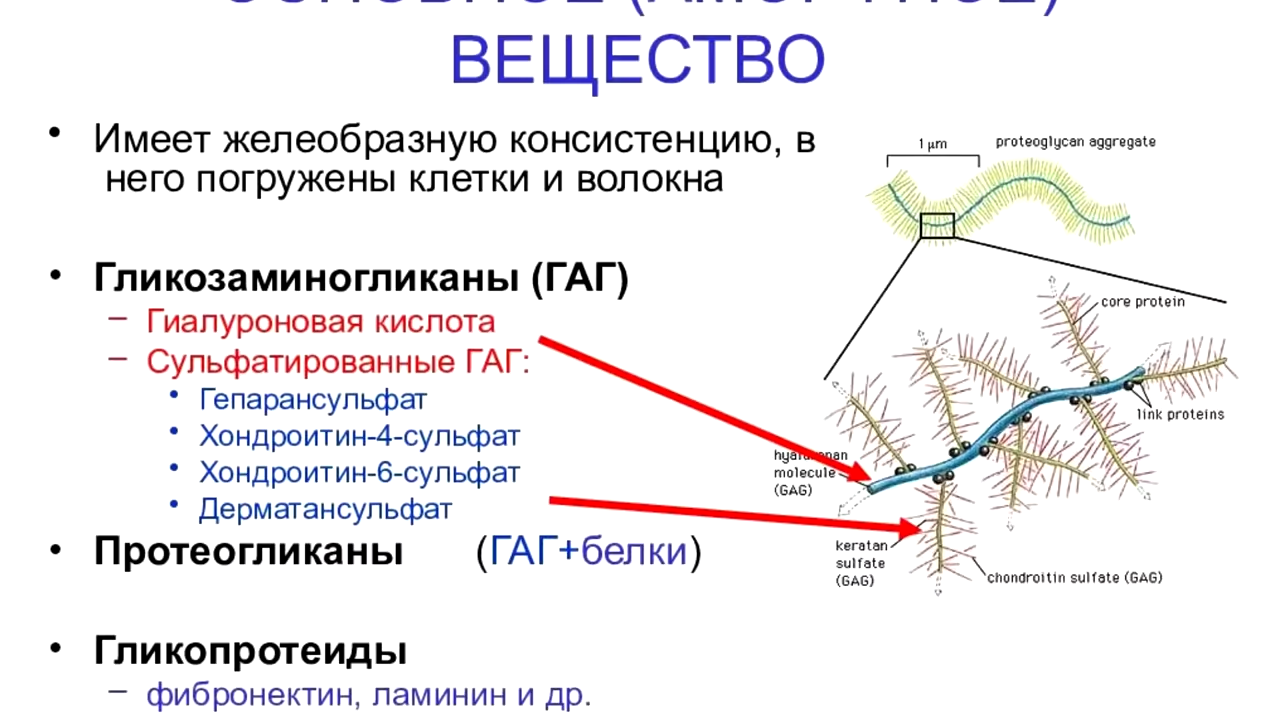 ВЕЩЕСТВО
• Имеет желеобразную консистенцию, в
него погружены клетки и волокна
• Гликозаминогликаны (ГАГ)
– Гиалуроновая кислота
– Сульфатированные ГАГ:
• Гепарансульфат
• Хондроитин-4-сульфат
• Хондроитин-6-сульфат
• Дерматансульфат
• Протеогликаны (ГАГ+белки)
• Гликопротеиды
– фибронектин, ламинин и др.
1 µm
proteoglycan aggregate
core protein
link proteins
hyaluronan
molecule
(GAG)
keratan
sulfate
(GAG)
chondroitin sulfate (GAG)